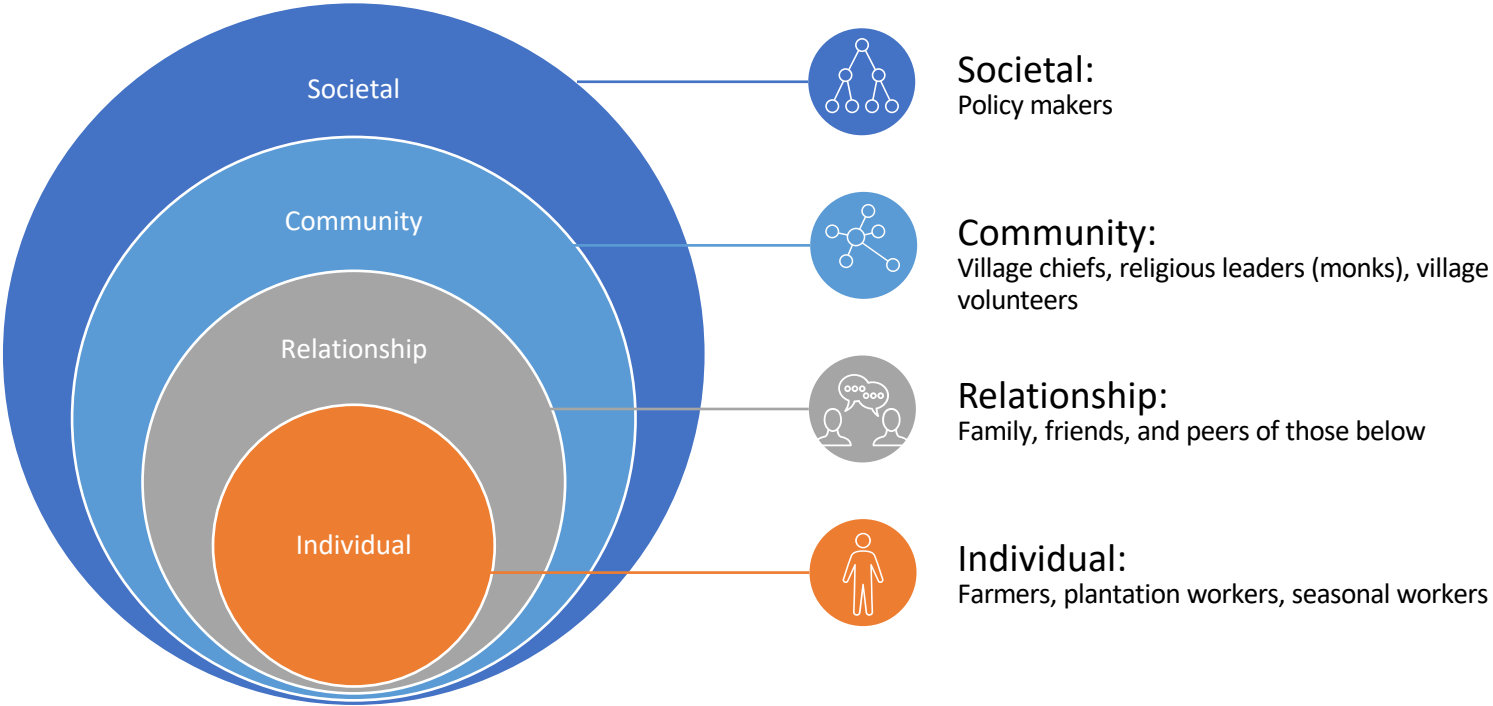 Societal
Community
Relationship
Individual
Societal:
Policy makers
Community:
Village chiefs, religious leaders (monks), village
volunteers
Relationship:
Family, friends, and peers of those below
Individual:
Farmers, plantation workers, seasonal workers